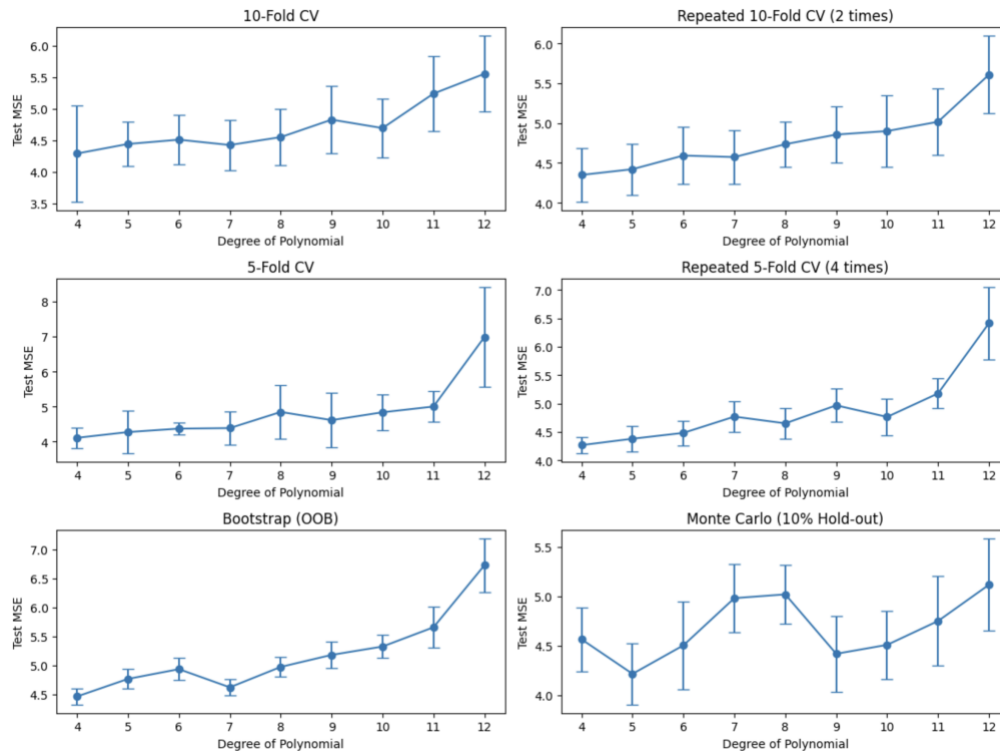 10-Fold CV
Test MSE
6.0
5.5
5.0
4.5
4.0
3.5
4 5 6 7 8 9 10 11 12
Degree of Polynomial
Repeated 10-Fold CV (2 times)
Test MSE
6.0
5.5
5.0
4.5
4.0
4 5 6 7 8 9 10 11 12
Degree of Polynomial
5-Fold CV
Test MSE
8
7
6
5
4
4 5 6 7 8 9 10 11 12
Degree of Polynomial
Repeated 5-Fold CV (4 times)
Test MSE
7.0
6.5
6.0
5.5
5.0
4.5
4.0
4 5 6 7 8 9 10 11 12
Degree of Polynomial
Bootstrap (OOB)
Test MSE
7.0
6.5
6.0
5.5
5.0
4.5
4 5 6 7 8 9 10 11 12
Degree of Polynomial
Monte Carlo (10% Hold-out)
Test MSE
5.5
5.0
4.5
4.0
4 5 6 7 8 9 10 11 12
Degree of Polynomial